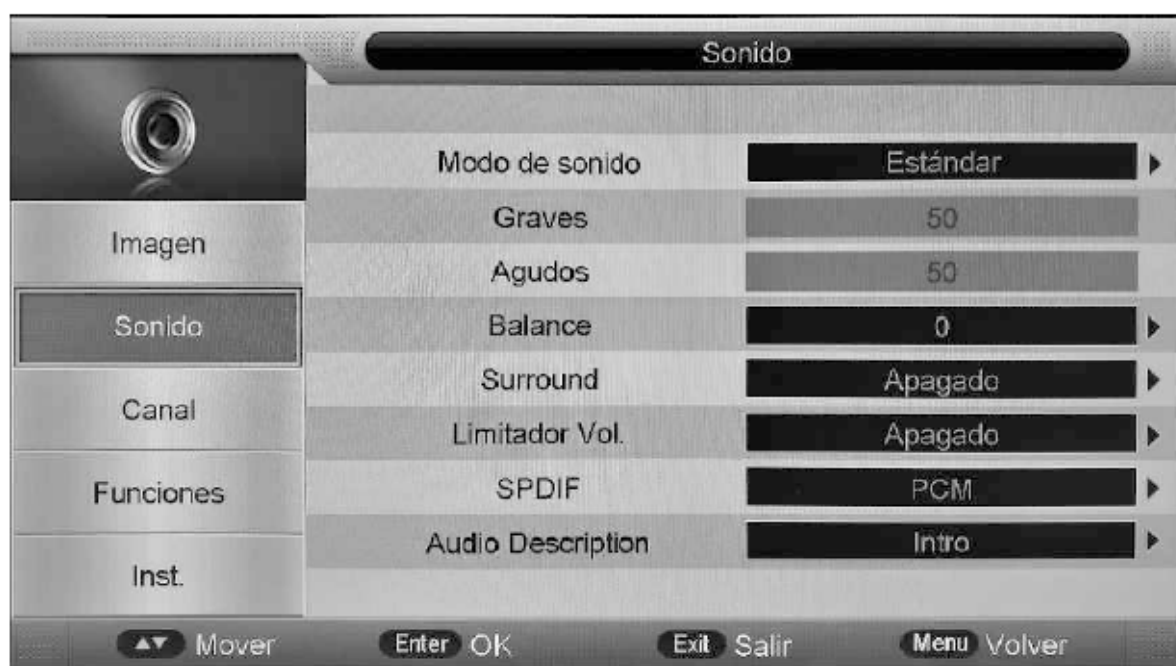 Sonido
Imagen
Sonido
Canal
Funciones
Inst.
Modo de sonido Estándar
Graves 50
Agudos 50
Balance 0
Surround Apagado
Limitador Vol. Apagado
SPDIF PCM
Audio Description Intro
Mover Enter OK Exit Salir Menu Volver